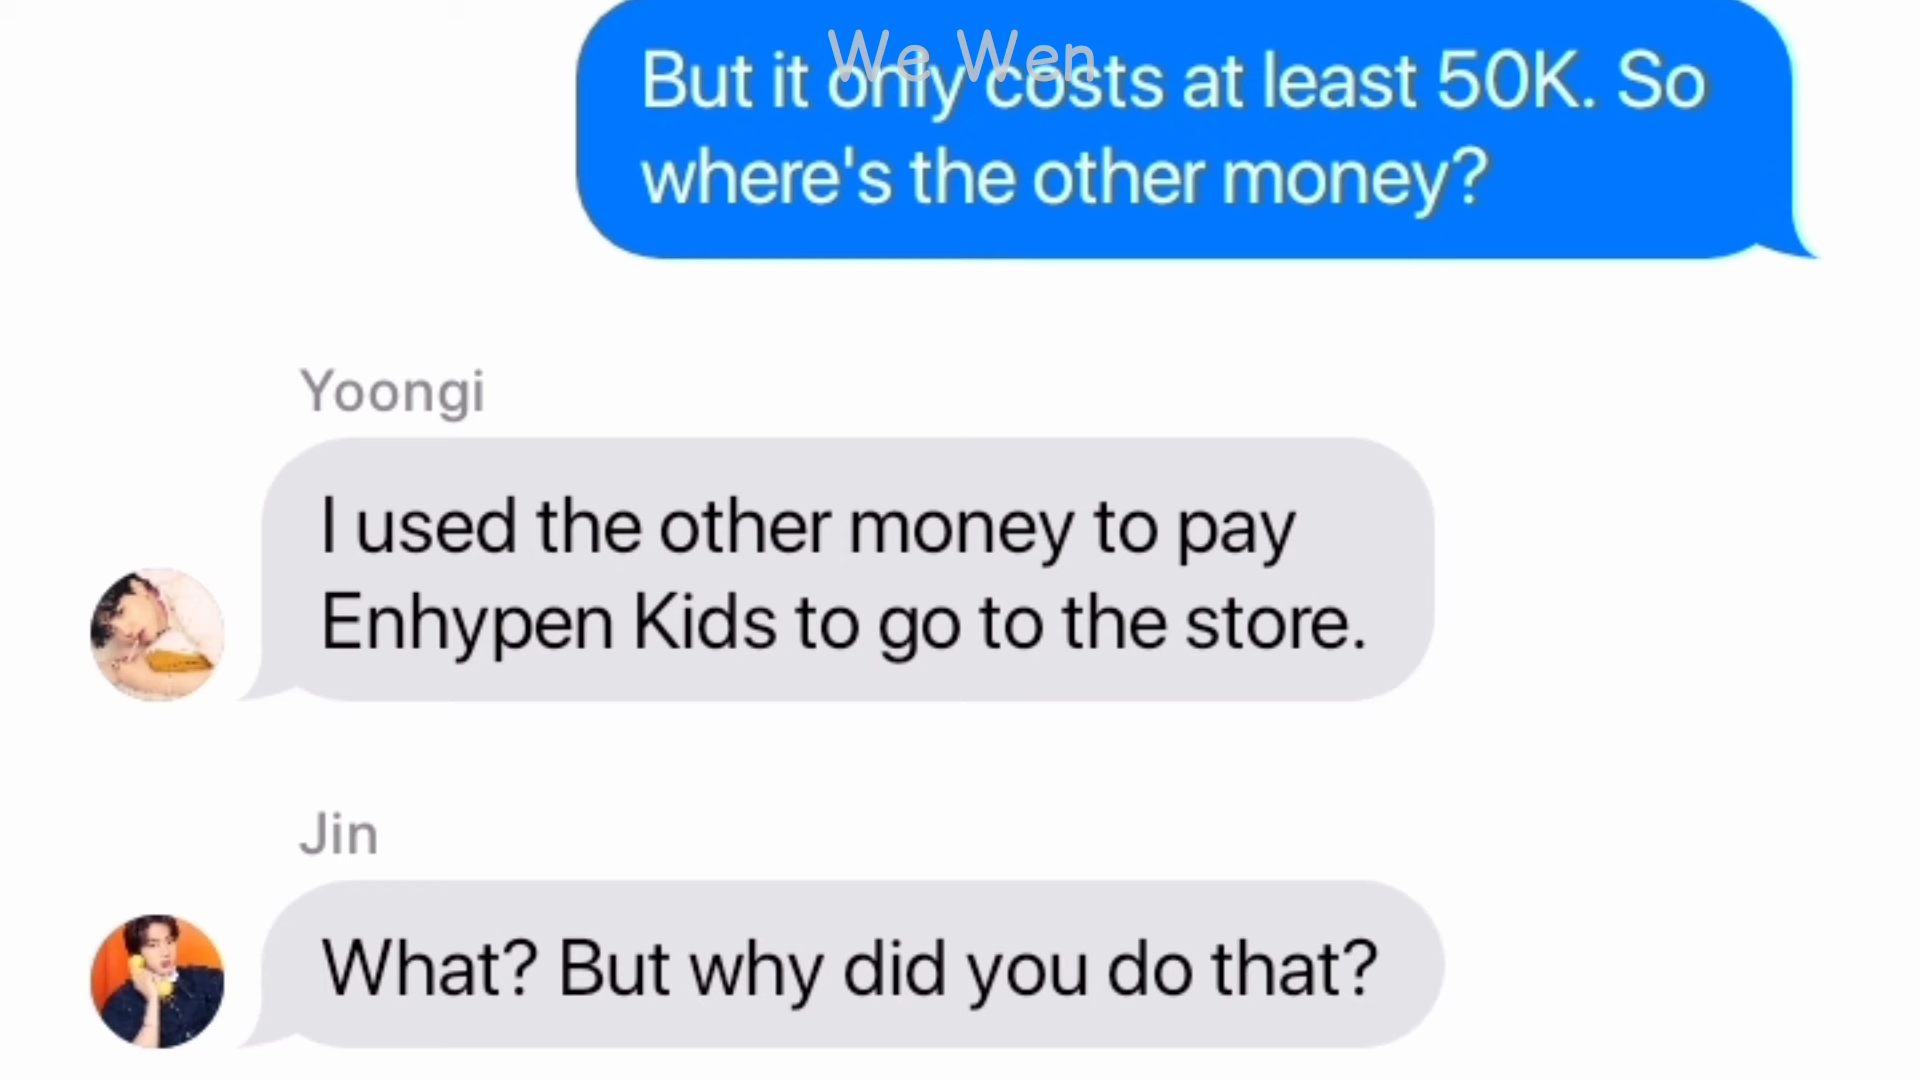 We Wen
But it only costs at least 50K. So
where's the other money?
Yoongi
I used the other money to pay
Enhypen Kids to go to the store.
Jin
What? But why did you do that?